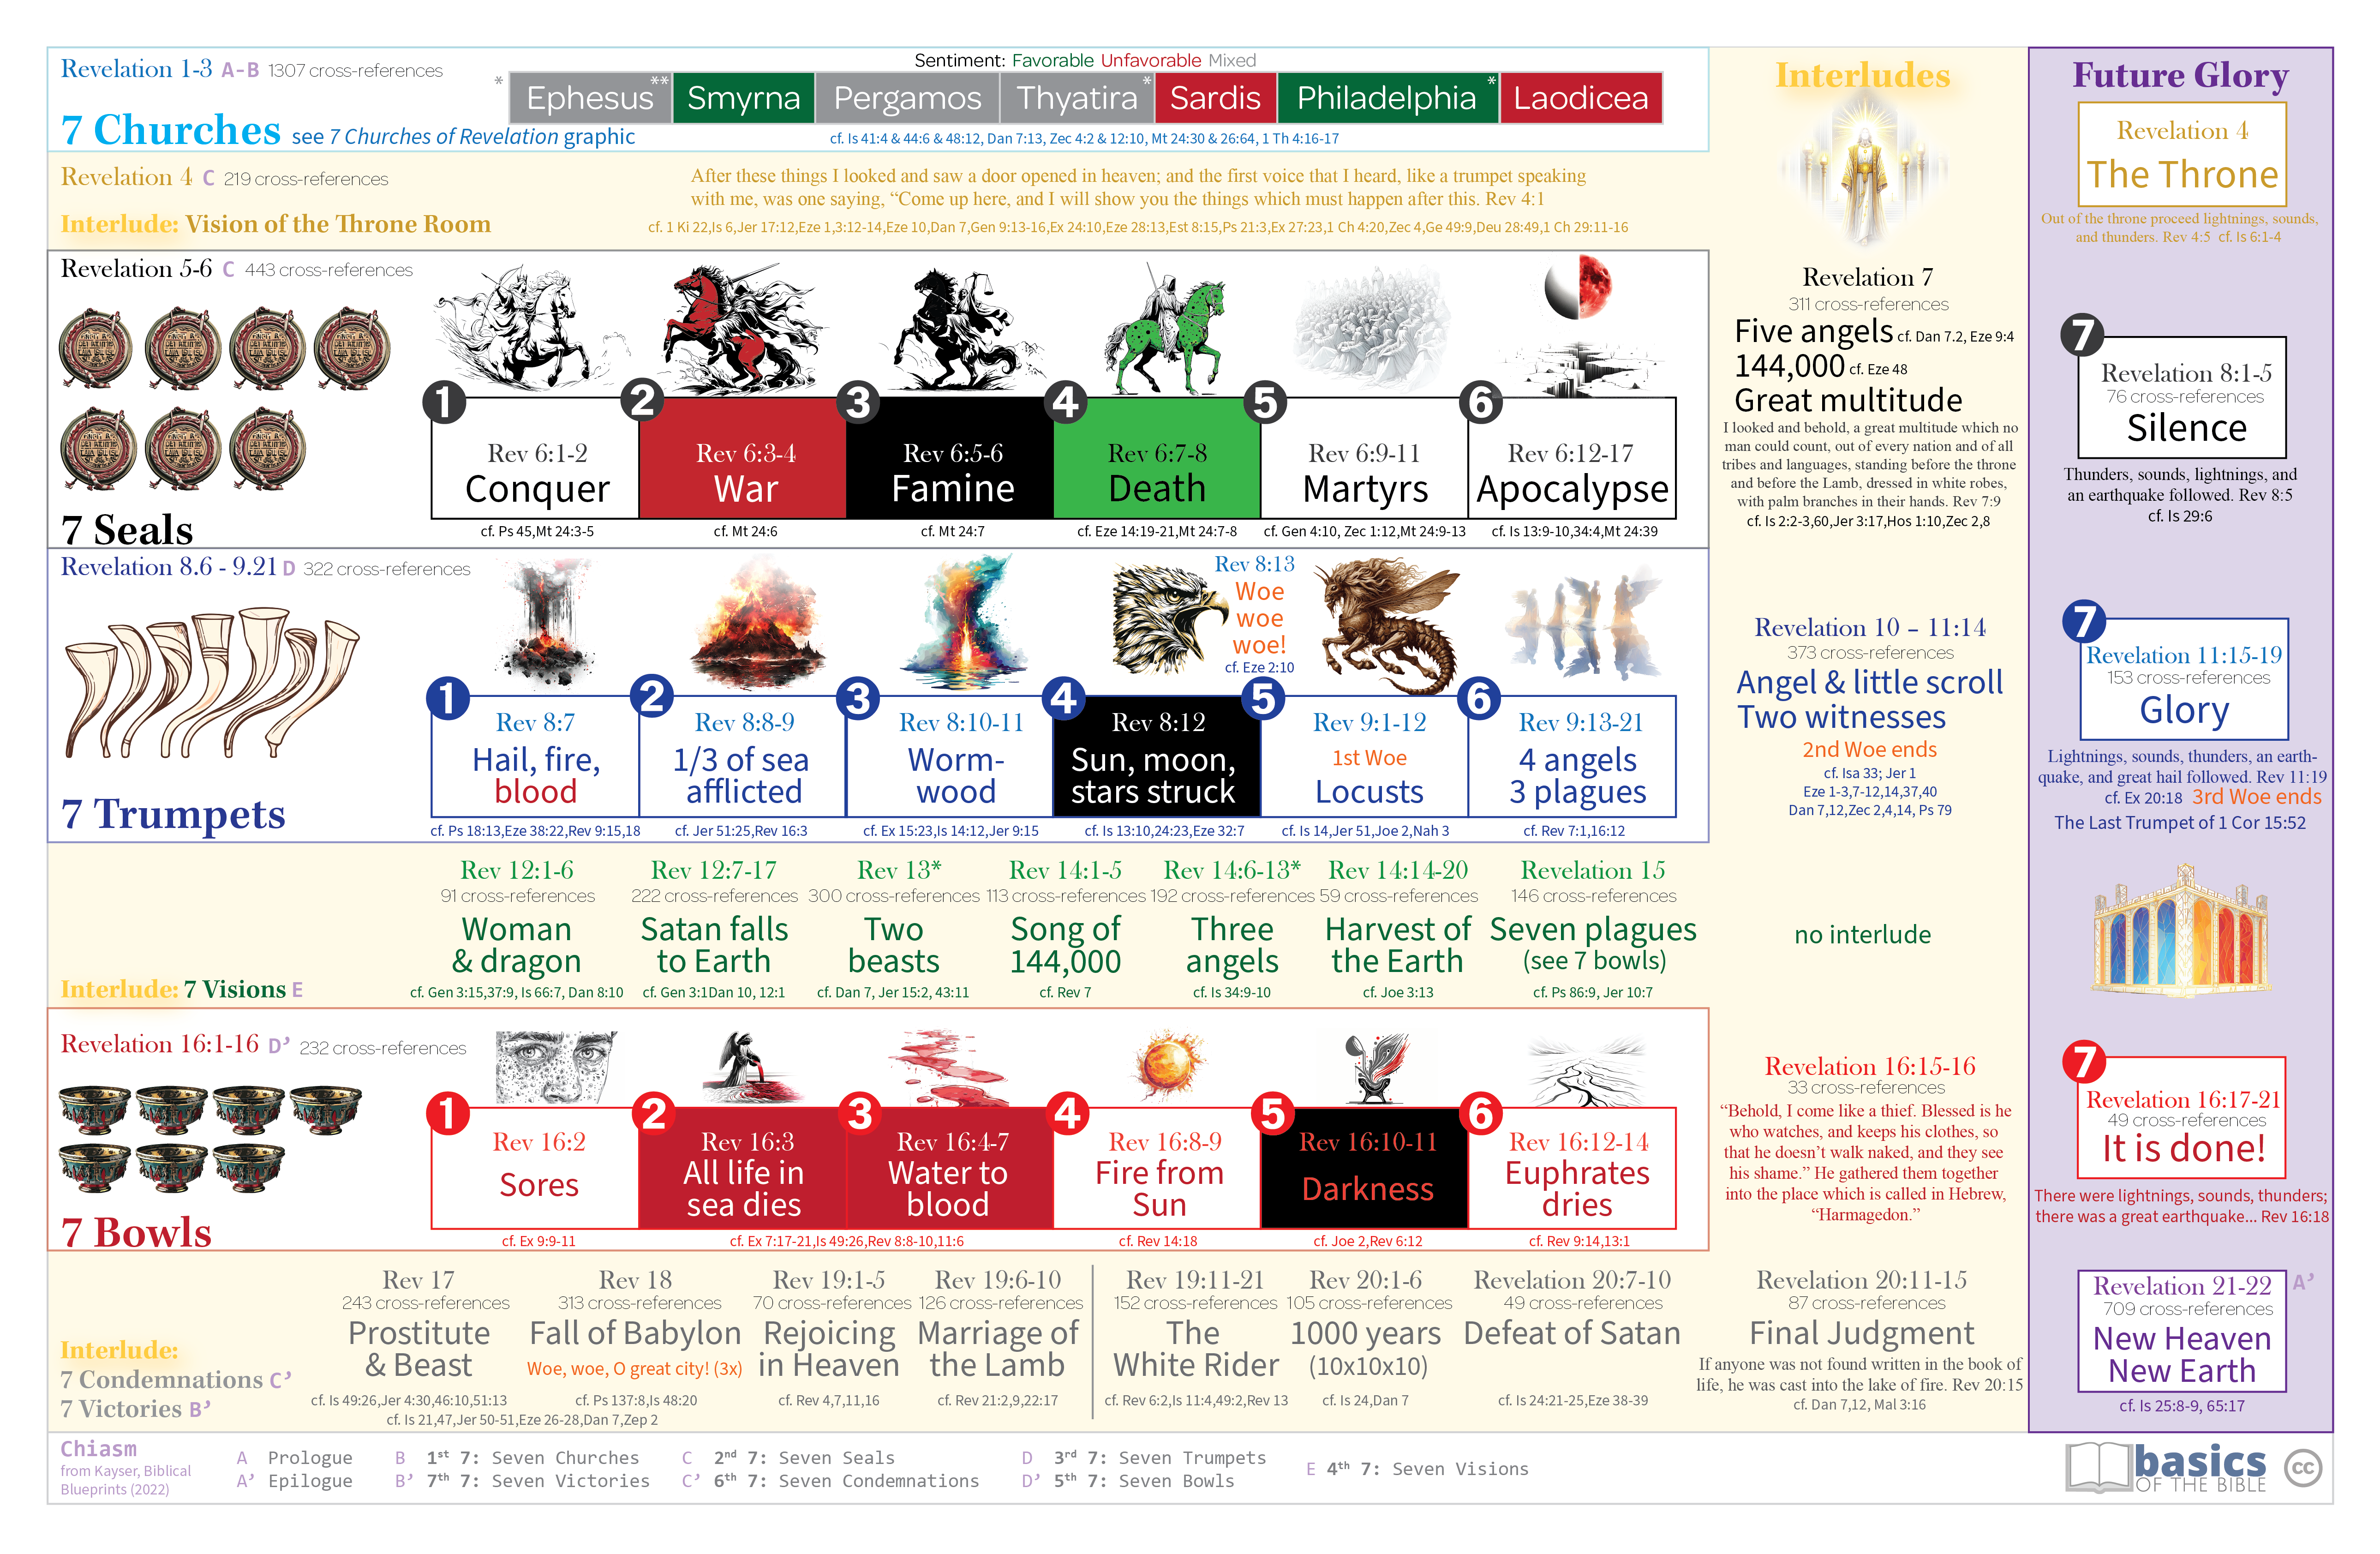 Revelation 1-3 A-B 1307 cross-references
7 Churches see 7 Churches of Revelation graphic
Sentiment: Favorable Unfavorable Mixed
* Ephesus** Smyrna Pergamos Thyatira* Sardis Philadelphia* Laodicea
cf. Is 41:4 & 44:6 & 48:12, Dan 7:13, Zec 4:2 & 12:10, Mt 24:30 & 26:64, 1 Th 4:16-17
Revelation 4 C 219 cross-references
Interlude: Vision of the Throne Room
After these things I looked and saw a door opened in heaven; and the first voice that I heard, like a trumpet speaking
with me, was one saying, “Come up here, and I will show you the things which must happen after this. Rev 4:1
cf. 1 Ki 22,Is 6,Jer 17:12,Eze 1,3:12-14,Eze 10,Dan 7,Gen 9:13-16,Ex 24:10,Eze 28:13,Est 8:15,Ps 21:3,Ex 27:23,1 Ch 4:20,Zec 4,Ge 49:9,Deu 28:49,1 Ch 29:11-16
Interludes
Future Glory
Revelation 4
The Throne
Out of the throne proceed lightnings, sounds,
and thunders. Rev 4:5 cf. Is 6:1-4
Revelation 5-6 C 443 cross-references
7 Seals
1
Rev 6:1-2
Conquer
cf. Ps 45,Mt 24:3-5
2
Rev 6:3-4
War
cf. Mt 24:6
3
Rev 6:5-6
Famine
cf. Mt 24:7
4
Rev 6:7-8
Death
cf. Eze 14:19-21,Mt 24:7-8
5
Rev 6:9-11
Martyrs
cf. Gen 4:10, Zec 1:12,Mt 24:9-13
6
Rev 6:12-17
Apocalypse
cf. Is 13:9-10,34:4,Mt 24:39
Revelation 7
311 cross-references
Five angels cf. Dan 7.2, Eze 9:4
144,000 cf. Eze 48
Great multitude
I looked and behold, a great multitude which no
man could count, out of every nation and of all
tribes and languages, standing before the throne
and before the Lamb, dressed in white robes,
with palm branches in their hands. Rev 7:9
cf. Is 2:2-3,60,Jer 3:17,Hos 1:10,Zec 2,8
7
Revelation 8:1-5
76 cross-references
Silence
Thunders, sounds, lightnings, and
an earthquake followed. Rev 8:5
cf. Is 29:6
Revelation 8.6 - 9.21 D 322 cross-references
7 Trumpets
1
Rev 8:7
Hail, fire,
blood
cf. Ps 18:13,Eze 38:22,Rev 9:15,18
2
Rev 8:8-9
1/3 of sea
afflicted
cf. Jer 51:25,Rev 16:3
3
Rev 8:10-11
Worm-
wood
cf. Ex 15:23,Is 14:12,Jer 9:15
4
Rev 8:12
Sun, moon,
stars struck
cf. Is 13:10,24:23,Eze 32:7
Rev 8:13
Woe
woe
woe!
cf. Eze 2:10
5
Rev 9:1-12
1st Woe
Locusts
cf. Is 14,Jer 51,Joe 2,Nah 3
6
Rev 9:13-21
4 angels
3 plagues
cf. Rev 7:1,16:12
Revelation 10 – 11:14
373 cross-references
Angel & little scroll
Two witnesses
2nd Woe ends
cf. Isa 33; Jer 1
Eze 1-3,7-12,14,37,40
Dan 7,12,Zec 2,4,14, Ps 79
7
Revelation 11:15-19
153 cross-references
Glory
Lightnings, sounds, thunders, an earth-
quake, and great hail followed. Rev 11:19
cf. Ex 20:18 3rd Woe ends
The Last Trumpet of 1 Cor 15:52
Interlude: 7 Visions E
Rev 12:1-6
91 cross-references
Woman
& dragon
cf. Gen 3:15,37:9, Is 66:7, Dan 8:10
Rev 12:7-17
222 cross-references
Satan falls
to Earth
cf. Gen 3:1Dan 10, 12:1
Rev 13*
300 cross-references
Two
beasts
cf. Dan 7, Jer 15:2, 43:11
Rev 14:1-5
113 cross-references
Song of
144,000
cf. Rev 7
Rev 14:6-13*
192 cross-references
Three
angels
cf. Is 34:9-10
Rev 14:14-20
59 cross-references
Harvest of
the Earth
cf. Joe 3:13
Revelation 15
146 cross-references
Seven plagues
(see 7 bowls)
cf. Ps 86:9, Jer 10:7
no interlude
Revelation 16:1-16 D’ 232 cross-references
7 Bowls
1
Rev 16:2
Sores
cf. Ex 9:9-11
2
Rev 16:3
All life in
sea dies
3
Rev 16:4-7
Water to
blood
cf. Ex 7:17-21,Is 49:26,Rev 8:8-10,11:6
4
Rev 16:8-9
Fire from
Sun
cf. Rev 14:18
5
Rev 16:10-11
Darkness
cf. Joe 2,Rev 6:12
6
Rev 16:12-14
Euphrates
dries
cf. Rev 9:14,13:1
Revelation 16:15-16
33 cross-references
“Behold, I come like a thief. Blessed is he
who watches, and keeps his clothes, so
that he doesn’t walk naked, and they see
his shame.” He gathered them together
into the place which is called in Hebrew,
“Harmagedon.”
7
Revelation 16:17-21
49 cross-references
It is done!
There were lightnings, sounds, thunders;
there was a great earthquake... Rev 16:18
Interlude:
7 Condemnations C’
7 Victories B’
Rev 17
243 cross-references
Prostitute
& Beast
cf. Is 49:26,Jer 4:30,46:10,51:13
Rev 18
313 cross-references
Fall of Babylon
Woe, woe, O great city! (3x)
cf. Ps 137:8,Is 48:20
cf. Is 21,47,Jer 50-51,Eze 26-28,Dan 7,Zep 2
Rev 19:1-5
70 cross-references
Rejoicing
in Heaven
cf. Rev 4,7,11,16
Rev 19:6-10
126 cross-references
Marriage of
the Lamb
cf. Rev 21:2,9,22:17
Rev 19:11-21
152 cross-references
The
White Rider
cf. Rev 6:2,Is 11:4,49:2,Rev 13
Rev 20:1-6
105 cross-references
1000 years
(10x10x10)
cf. Is 24,Dan 7
Revelation 20:7-10
49 cross-references
Defeat of Satan
cf. Is 24:21-25,Eze 38-39
Revelation 20:11-15
87 cross-references
Final Judgment
If anyone was not found written in the book of
life, he was cast into the lake of fire. Rev 20:15
cf. Dan 7,12, Mal 3:16
Revelation 21-22 A’
709 cross-references
New Heaven
New Earth
cf. Is 25:8-9, 65:17
Chiasm
from Kayser, Biblical
Blueprints (2022)
A Prologue
A’ Epilogue
B 1st 7: Seven Churches
B’ 7th 7: Seven Victories
C 2nd 7: Seven Seals
C’ 6th 7: Seven Condemnations
D 3rd 7: Seven Trumpets
D’ 5th 7: Seven Bowls
E 4th 7: Seven Visions
basics
OF THE BIBLE
cc